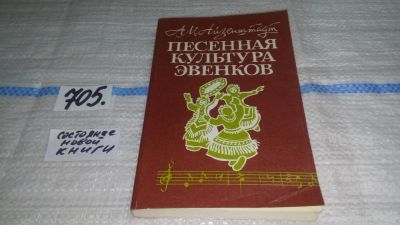 А. М. Айзенштадт
ПЕСЕННАЯ
КУЛЬТУРА
ЭВЕНКОВ
705.
состояние
новой
книги